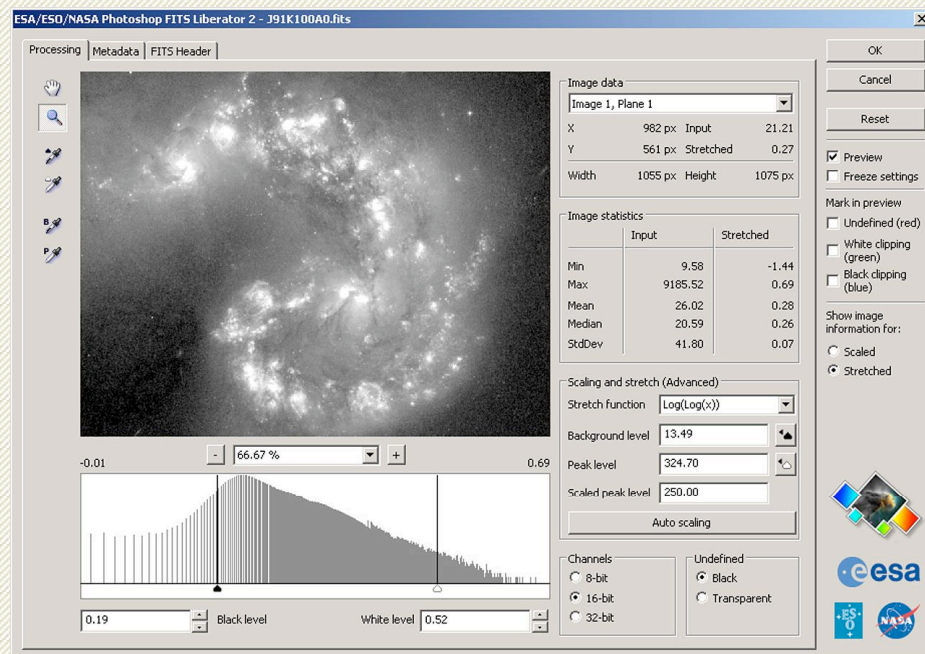 ESA/ESO/NASA Photoshop FITS Liberator 2 - J91K100A0.fits
Processing Metadata FITS Header
Image data
Image 1, Plane 1
X 982 px Input 21.21
Y 561 px Stretched 0.27
Width 1055 px Height 1075 px
Image statistics
Input Stretched
Min 9.58 -1.44
Max 9185.52 0.69
Mean 26.02 0.28
Median 20.59 0.26
StdDev 41.80 0.07
Scaling and stretch (Advanced)
Stretch function Log(Log(x))
Background level 13.49
Peak level 324.70
Scaled peak level 250.00
Auto scaling
Channels
8-bit
16-bit
32-bit
Undefined
Black
Transparent
B
P
-0.01 - 66.67 % + 0.69
0.19 Black level White level 0.52
OK
Cancel
Reset
Preview
Freeze settings
Mark in preview
Undefined (red)
White clipping
(green)
Black clipping
(blue)
Show image
information for:
Scaled
Stretched
esa
ES
O
NASA